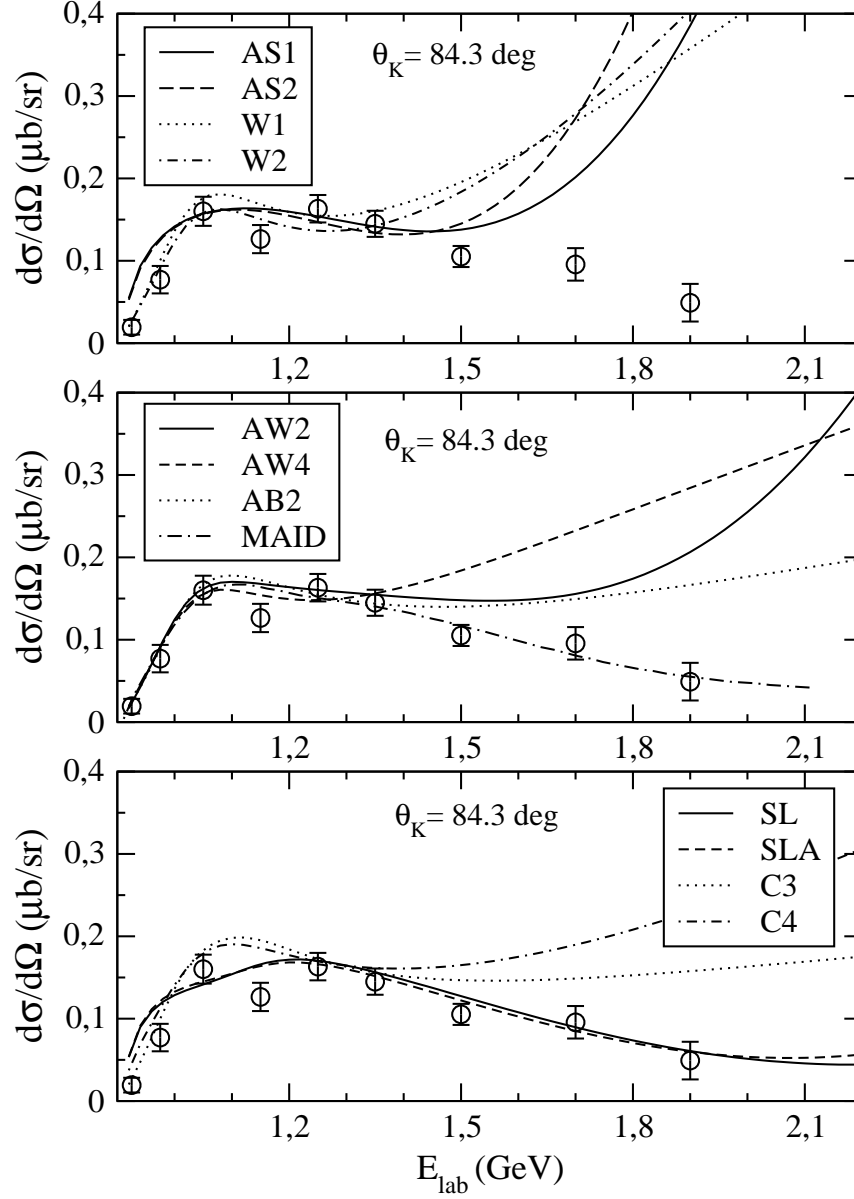 0,4
AS1
θK= 84.3 deg
AS2
0,3
W1
W2
0,2
0,1
0
dσ/dΩ (μb/sr)
1,2 1,5 1,8 2,1
0,4
AW2
θK= 84.3 deg
AW4
0,3
AB2
MAID
0,2
0,1
0
dσ/dΩ (μb/sr)
1,2 1,5 1,8 2,1
0,4
θK= 84.3 deg
SL
SLA
0,3
C3
C4
0,2
0,1
0
dσ/dΩ (μb/sr)
1,2 1,5 1,8 2,1
Elab (GeV)